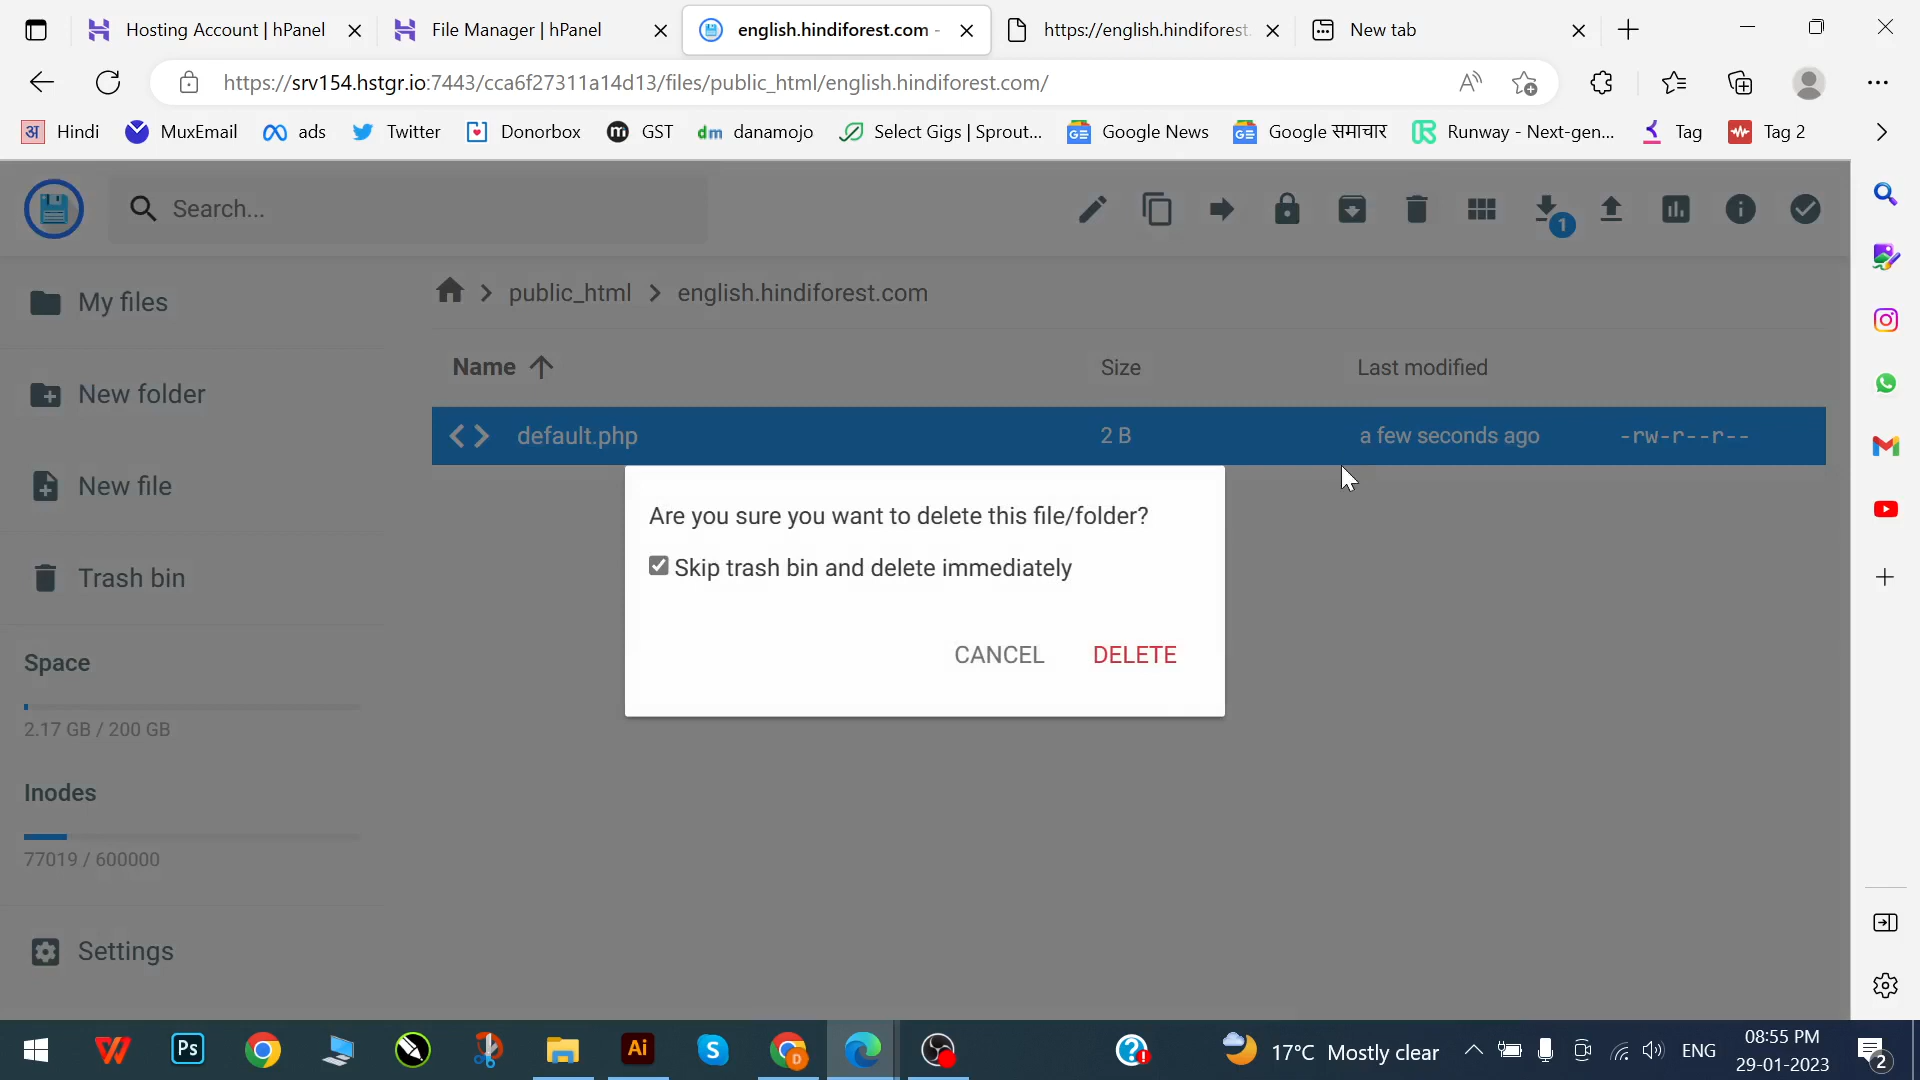 Hosting Account | hPanel
File Manager | hPanel
english.hindiforest.com -
https://english.hindiforest.
New tab
https://srv154.hstgr.io:7443/cca6f27311a14d13/files/public_html/english.hindiforest.com/
अ Hindi
MuxEmail
ads
Twitter
Donorbox
m GST
dm danamojo
Select Gigs | Sprout...
GE Google News
GE Google समाचार
Runway - Next-gen...
Tag
Tag 2
Search...
1
My files
New folder
New file
Trash bin
Space
2.17 GB / 200 GB
Inodes
77019 / 600000
Settings
public_html
english.hindiforest.com
Name
Size
Last modified
default.php
2 B
a few seconds ago
-rw-r--r--
Are you sure you want to delete this file/folder?
Skip trash bin and delete immediately
CANCEL
DELETE
Ps
Ai
S
D
17°C Mostly clear
ENG
08:55 PM
29-01-2023
2